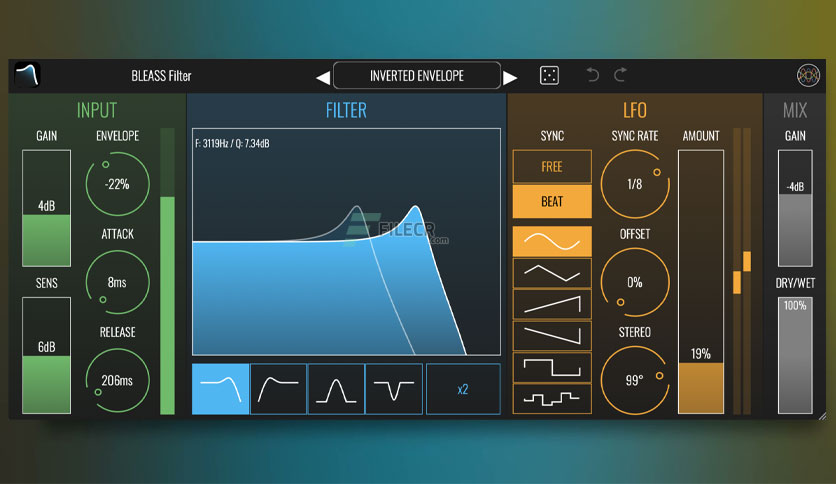 BLEASS Filter
INVERTED ENVELOPE
INPUT
GAIN
ENVELOPE
4dB
-22%
ATTACK
8ms
SENS
RELEASE
6dB
206ms
FILTER
F: 3119Hz / Q: 7.34dB
FILECR
.com
x2
LFO
SYNC
SYNC RATE
AMOUNT
FREE
BEAT
1/8
OFFSET
0%
STEREO
99°
19%
MIX
GAIN
-4dB
DRY/WET
100%